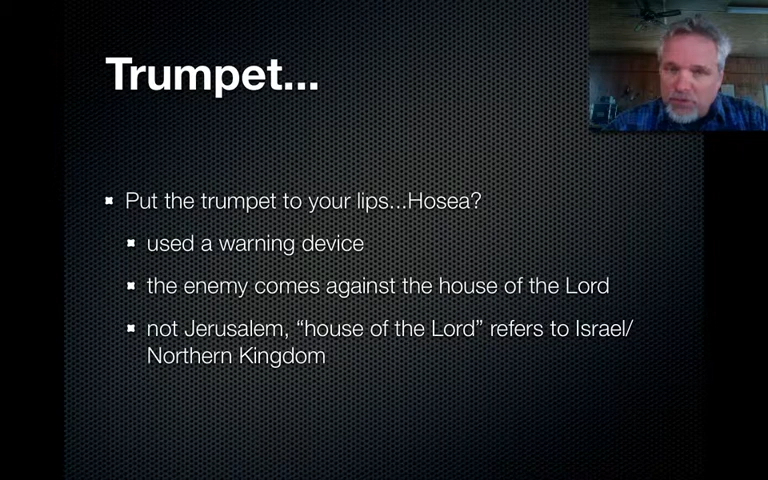 Trumpet...
Put the trumpet to your lips...Hosea?
used a warning device
the enemy comes against the house of the Lord
not Jerusalem, “house of the Lord” refers to Israel/
Northern Kingdom